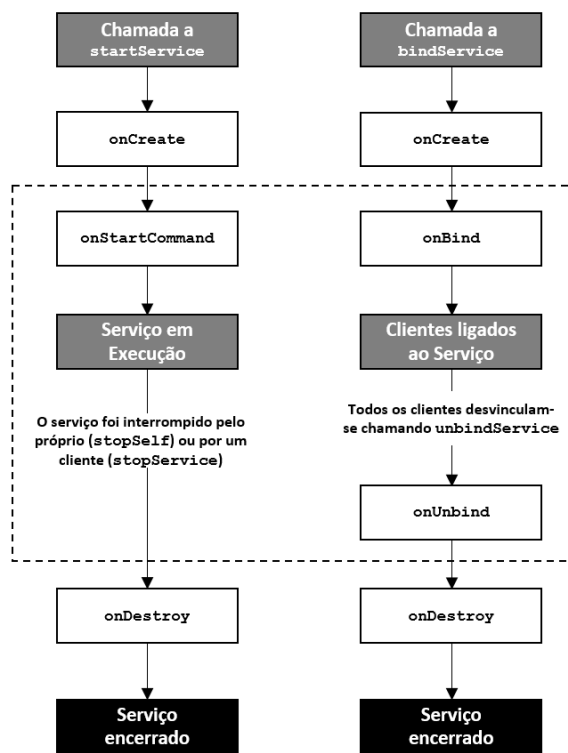 Chamada a
startService
onCreate
onStartCommand
Serviço em
Execução
O serviço foi interrompido pelo
próprio (stopSelf) ou por um
cliente (stopService)
onDestroy
Serviço
encerrado
Chamada a
bindService
onCreate
onBind
Clientes ligados
ao Serviço
Todos os clientes desvinculam-
se chamando unbindService
onUnbind
onDestroy
Serviço
encerrado